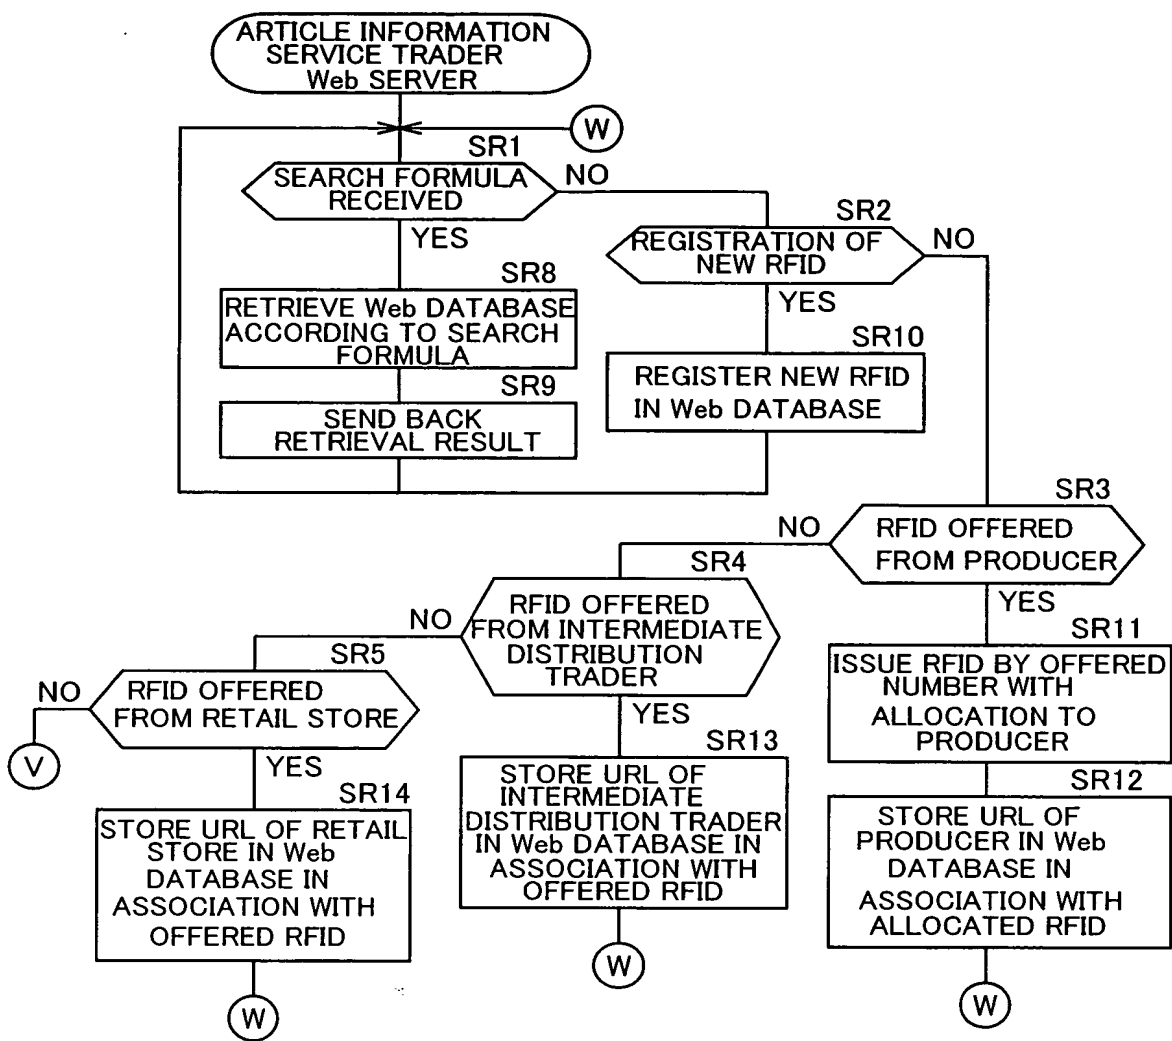 ARTICLE INFORMATION
SERVICE TRADER
Web SERVER
W
SR1
SEARCH FORMULA
RECEIVED
NO
YES
SR2
REGISTRATION OF
NEW RFID
NO
YES
SR8
RETRIEVE Web DATABASE
ACCORDING TO SEARCH
FORMULA
SR10
REGISTER NEW RFID
IN Web DATABASE
SR9
SEND BACK
RETRIEVAL RESULT
SR3
RFID OFFERED
FROM PRODUCER
NO
YES
SR4
RFID OFFERED
FROM INTERMEDIATE
DISTRIBUTION
TRADER
NO
YES
SR11
ISSUE RFID BY OFFERED
NUMBER WITH
ALLOCATION TO
PRODUCER
SR5
RFID OFFERED
FROM RETAIL STORE
NO
V
YES
SR13
STORE URL OF
INTERMEDIATE
DISTRIBUTION TRADER
IN Web DATABASE IN
ASSOCIATION WITH
OFFERED RFID
W
SR12
STORE URL OF
PRODUCER IN Web
DATABASE IN
ASSOCIATION WITH
ALLOCATED RFID
W
SR14
STORE URL OF RETAIL
STORE IN Web
DATABASE IN
ASSOCIATION WITH
OFFERED RFID
W